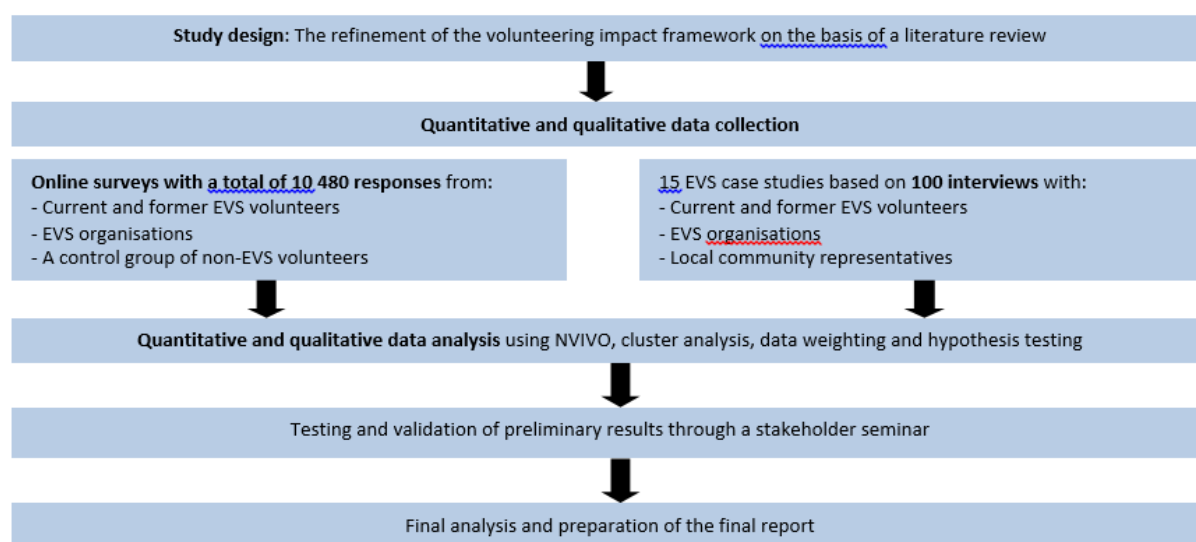 Study design: The refinement of the volunteering impact framework on the basis of a literature review
Quantitative and qualitative data collection
Online surveys with a total of 10 480 responses from:
- Current and former EVS volunteers
- EVS organisations
- A control group of non-EVS volunteers
15 EVS case studies based on 100 interviews with:
- Current and former EVS volunteers
- EVS organisations
- Local community representatives
Quantitative and qualitative data analysis using NVIVO, cluster analysis, data weighting and hypothesis testing
Testing and validation of preliminary results through a stakeholder seminar
Final analysis and preparation of the final report